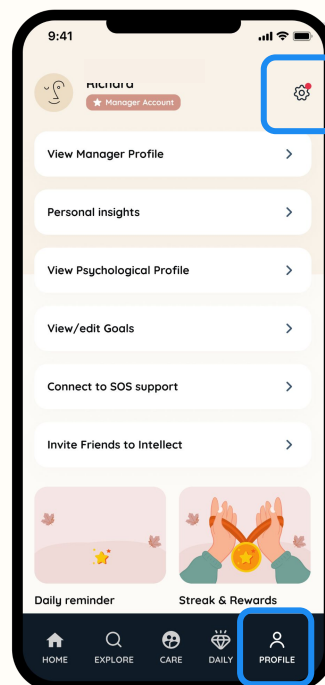 9:41
Richard
Manager Account
View Manager Profile
Personal insights
View Psychological Profile
View/edit Goals
Connect to SOS support
Invite Friends to Intellect
Daily reminder
Streak & Rewards
HOME
EXPLORE
CARE
DAILY
PROFILE